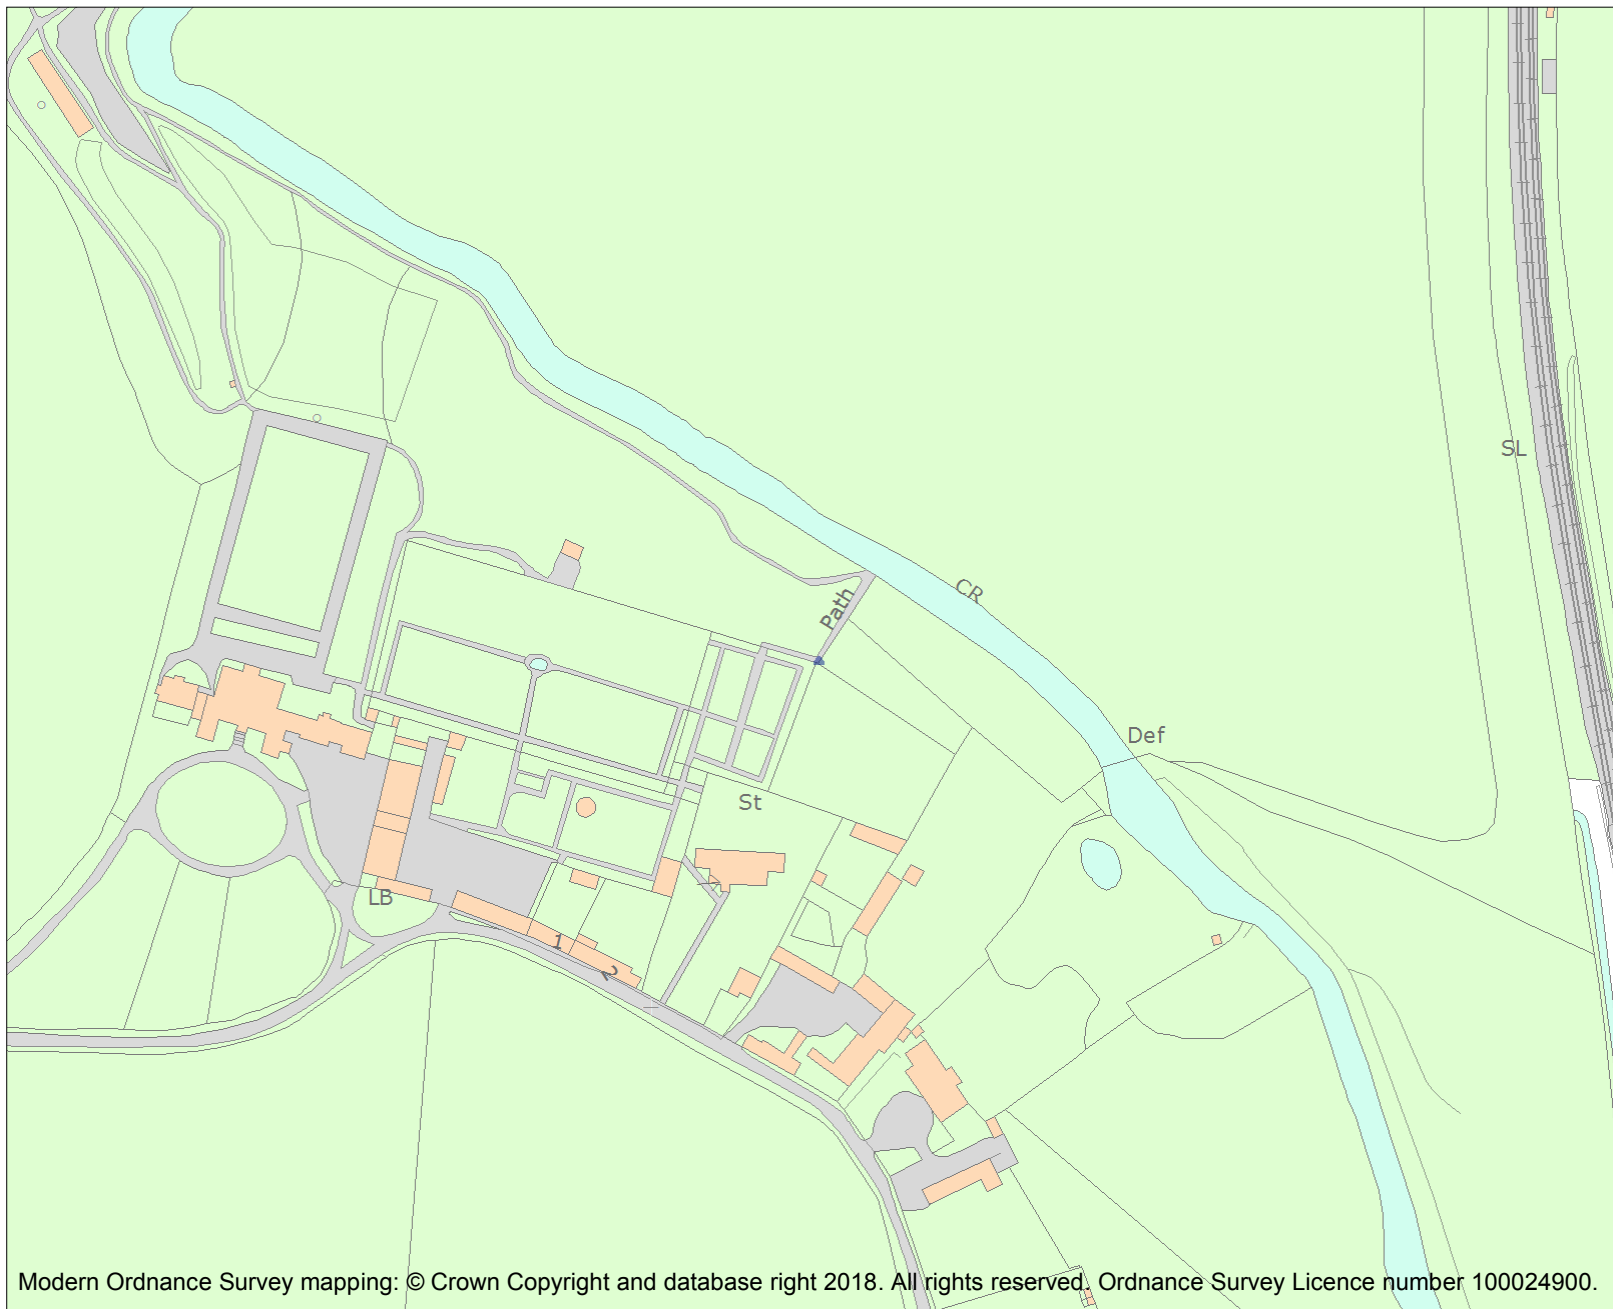 SL
CR
Path
Def
St
LB
1
2
Modern Ordnance Survey mapping: © Crown Copyright and database right 2018. All rights reserved. Ordnance Survey Licence number 100024900.